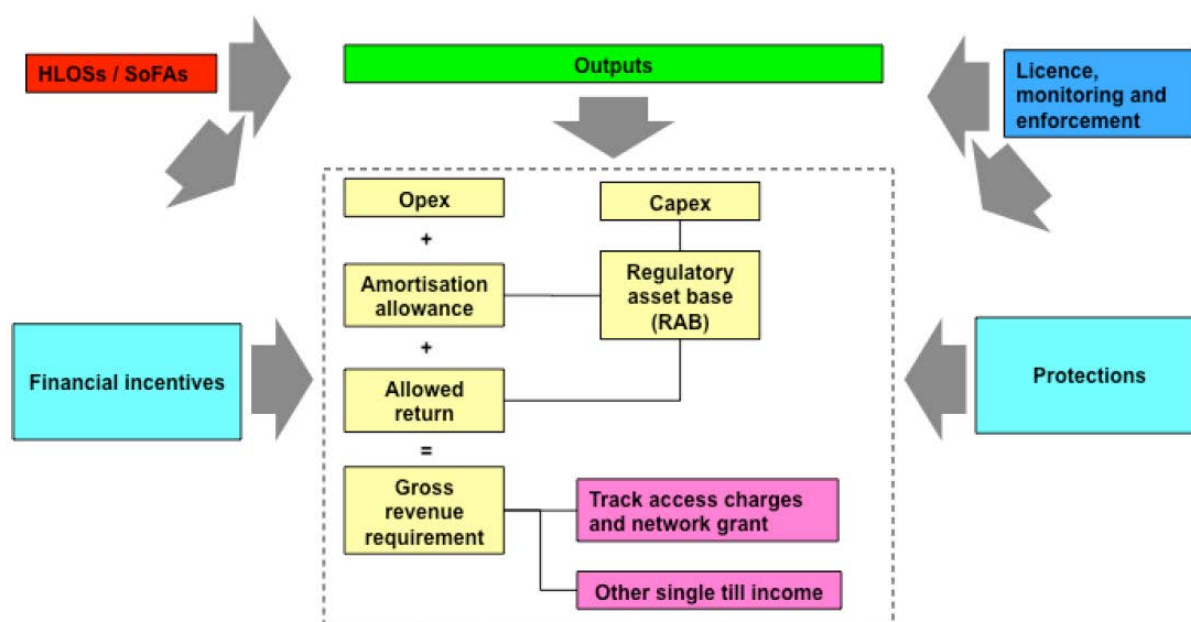 HLOSs / SoFAs
Outputs
Licence,
monitoring and
enforcement
Opex
Capex
+
Amortisation
allowance
Regulatory
asset base
(RAB)
+
Financial incentives
Allowed
return
Protections
=
Gross
revenue
requirement
Track access charges
and network grant
Other single till income